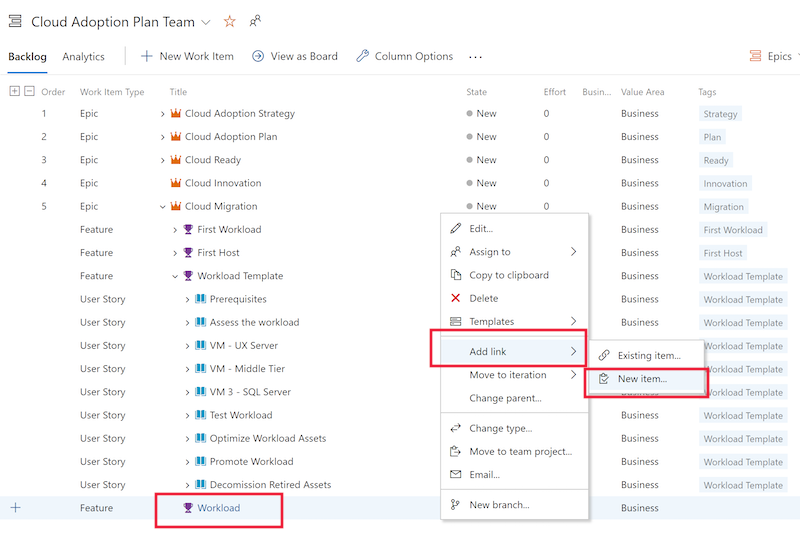 Cloud Adoption Plan Team
Backlog Analytics New Work Item View as Board Column Options ... Epics
Order Work Item Type Title State Effort Busin... Value Area Tags
1 Epic Cloud Adoption Strategy New 0 Business Strategy
2 Epic Cloud Adoption Plan New 0 Business Plan
3 Epic Cloud Ready New 0 Business Ready
4 Epic Cloud Innovation New 0 Business Innovation
5 Epic Cloud Migration New 0 Business Migration
Feature First Workload Edit... Business First Workload
Feature First Host Assign to Business First Host
Feature Workload Template Copy to clipboard Business Workload Template
User Story Prerequisites Delete Business Workload Template
User Story Assess the workload Templates Business Workload Template
User Story VM - UX Server Add link Workload Template
Existing item...
User Story VM - Middle Tier Move to iteration New item... Workload Template
User Story VM 3 - SQL Server Change parent... Business Workload Template
User Story Test Workload Business Workload Template
User Story Optimize Workload Assets Change type... Business Workload Template
User Story Promote Workload Move to team project... Business Workload Template
User Story Decomission Retired Assets Email... Business Workload Template
Feature Workload New branch... Business